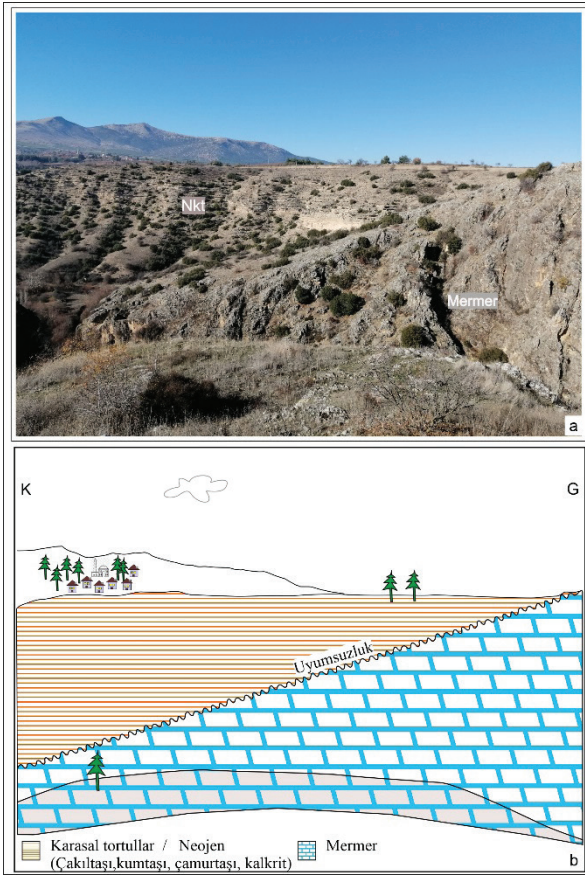 Nkt
Mermer
a
K G
Uyumsuzluk
Karasal tortullar / Neojen
(Çakıltaşı,kumtaşı, çamurtaşı, kalkrit)
Mermer
b